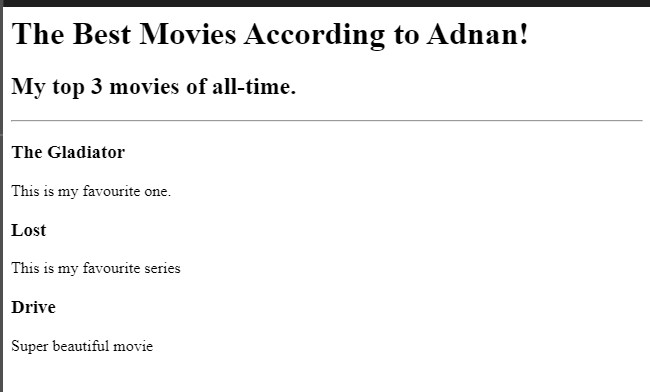 The Best Movies According to Adnan!
My top 3 movies of all-time.
The Gladiator
This is my favourite one.
Lost
This is my favourite series
Drive
Super beautiful movie